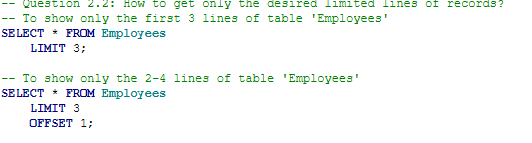 -- Question 2.2: How to get only the desired limited lines of records?
-- To show only the first 3 lines of table 'Employees'
SELECT * FROM Employees
    LIMIT 3;

-- To show only the 2-4 lines of table 'Employees'
SELECT * FROM Employees
    LIMIT 3
    OFFSET 1;